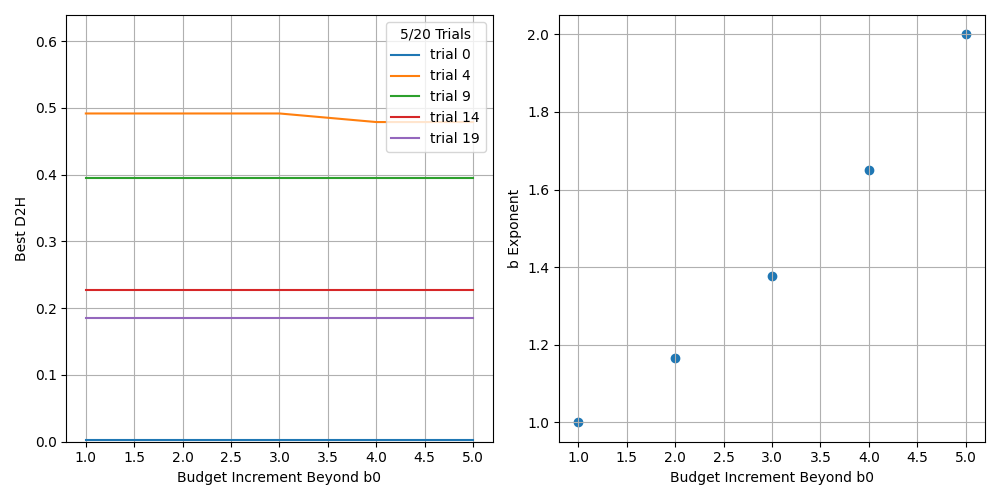 5/20 Trials
trial 0
trial 4
trial 9
trial 14
trial 19
0.6
0.5
0.4
0.3
0.2
0.1
0.0
Best D2H
1.0 1.5 2.0 2.5 3.0 3.5 4.0 4.5 5.0
Budget Increment Beyond b0
2.0
1.8
1.6
1.4
1.2
1.0
b Exponent
1.0 1.5 2.0 2.5 3.0 3.5 4.0 4.5 5.0
Budget Increment Beyond b0